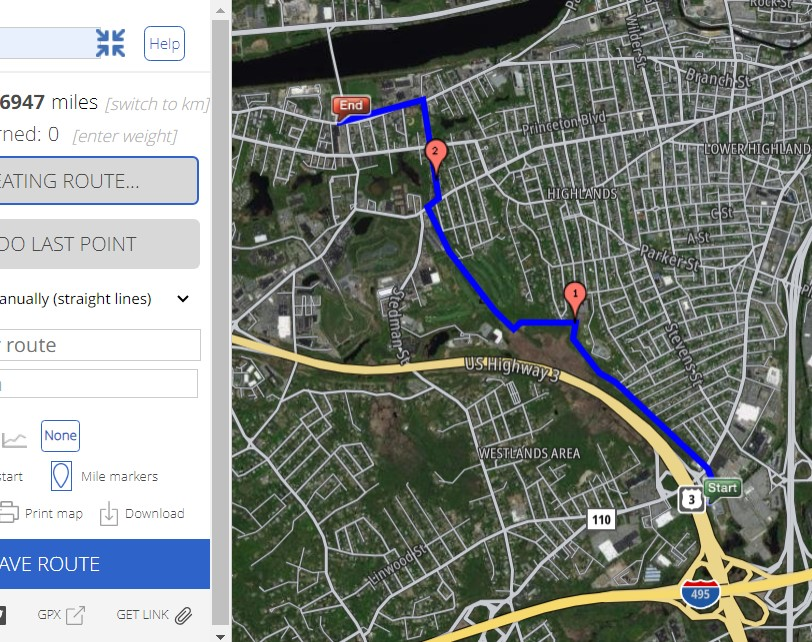 Help
6947 miles [switch to km]
rned: 0 [enter weight]
EATING ROUTE...
DO LAST POINT
anually (straight lines)
route
None
start
Mile markers
Print map
Download
AVE ROUTE
GPX
GET LINK
Rock St
Wilder St
Branch St
End
Princeton Blvd
LOWER HIGHLAND
2
HIGHLANDS
C St
A St
Parker St
1
Stedman St
Stevens St
US Highway 3
WESTLANDS AREA
Start
3
110
Linwood St
495